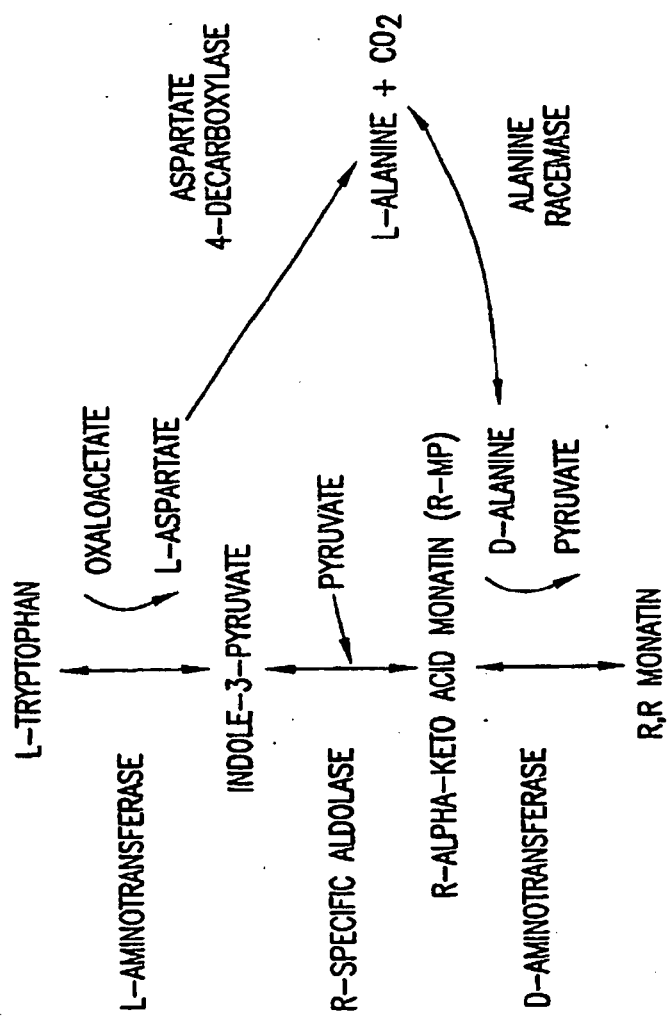 L-TRYPTOPHAN
L-AMINOTRANSFERASE
OXALOACETATE
L-ASPARTATE
ASPARTATE
4-DECARBOXYLASE
INDOLE-3-PYRUVATE
R-SPECIFIC ALDOLASE
PYRUVATE
L-ALANINE + CO2
R-ALPHA-KETO ACID MONATIN (R-MP)
D-AMINOTRANSFERASE
D-ALANINE
PYRUVATE
ALANINE
RACEMASE
R,R MONATIN